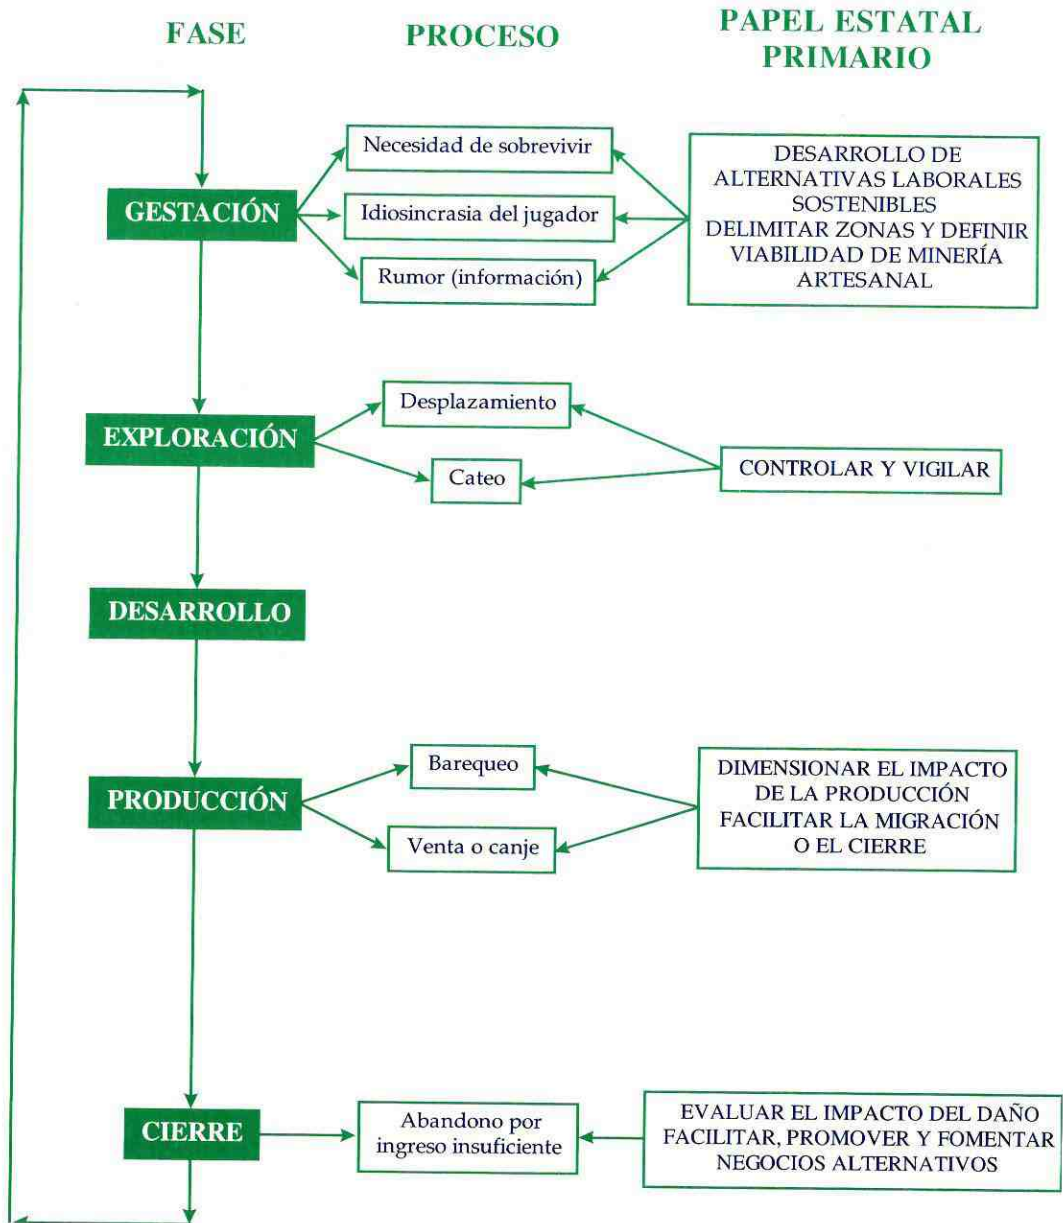 FASE
PROCESO
PAPEL ESTATAL
PRIMARIO
GESTACIÓN
Necesidad de sobrevivir
Idiosincrasia del jugador
Rumor (información)
DESARROLLO DE
ALTERNATIVAS LABORALES
SOSTENIBLES
DELIMITAR ZONAS Y DEFINIR
VIABILIDAD DE MINERÍA
ARTESANAL
EXPLORACIÓN
Desplazamiento
Cateo
CONTROLAR Y VIGILAR
DESARROLLO
PRODUCCIÓN
Barequeo
Venta o canje
DIMENSIONAR EL IMPACTO
DE LA PRODUCCIÓN
FACILITAR LA MIGRACIÓN
O EL CIERRE
CIERRE
Abandono por
ingreso insuficiente
EVALUAR EL IMPACTO DEL DAÑO
FACILITAR, PROMOVER Y FOMENTAR
NEGOCIOS ALTERNATIVOS